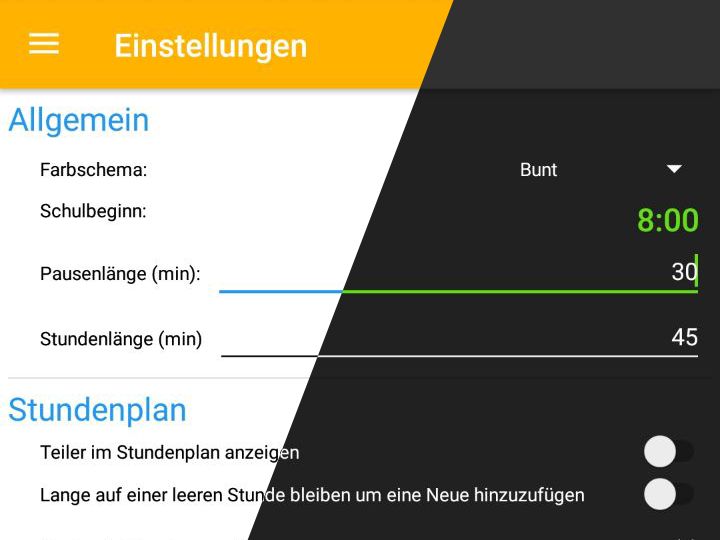 Einstellungen
Allgemein
Farbschema: Bunt
Schulbeginn: 8:00
Pausenlänge (min): 30
Stundenlänge (min) 45
Stundenplan
Teiler im Stundenplan anzeigen
Lange auf einer leeren Stunde bleiben um eine Neue hinzuzufügen